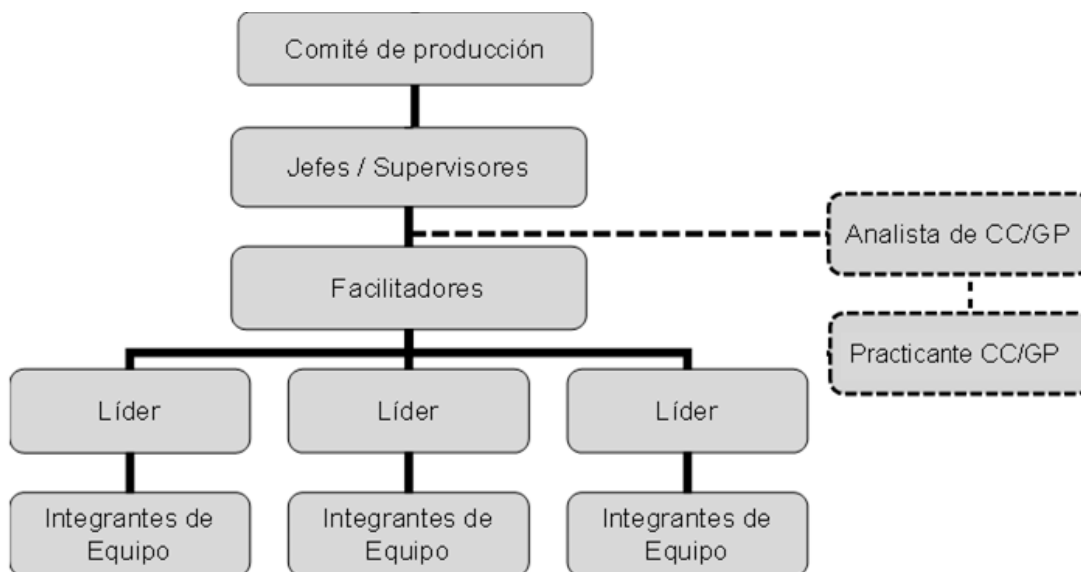 Comité de producción
Jefes / Supervisores
Analista de CC/GP
Facilitadores
Practicante CC/GP
Líder
Líder
Líder
Integrantes de
Equipo
Integrantes de
Equipo
Integrantes de
Equipo